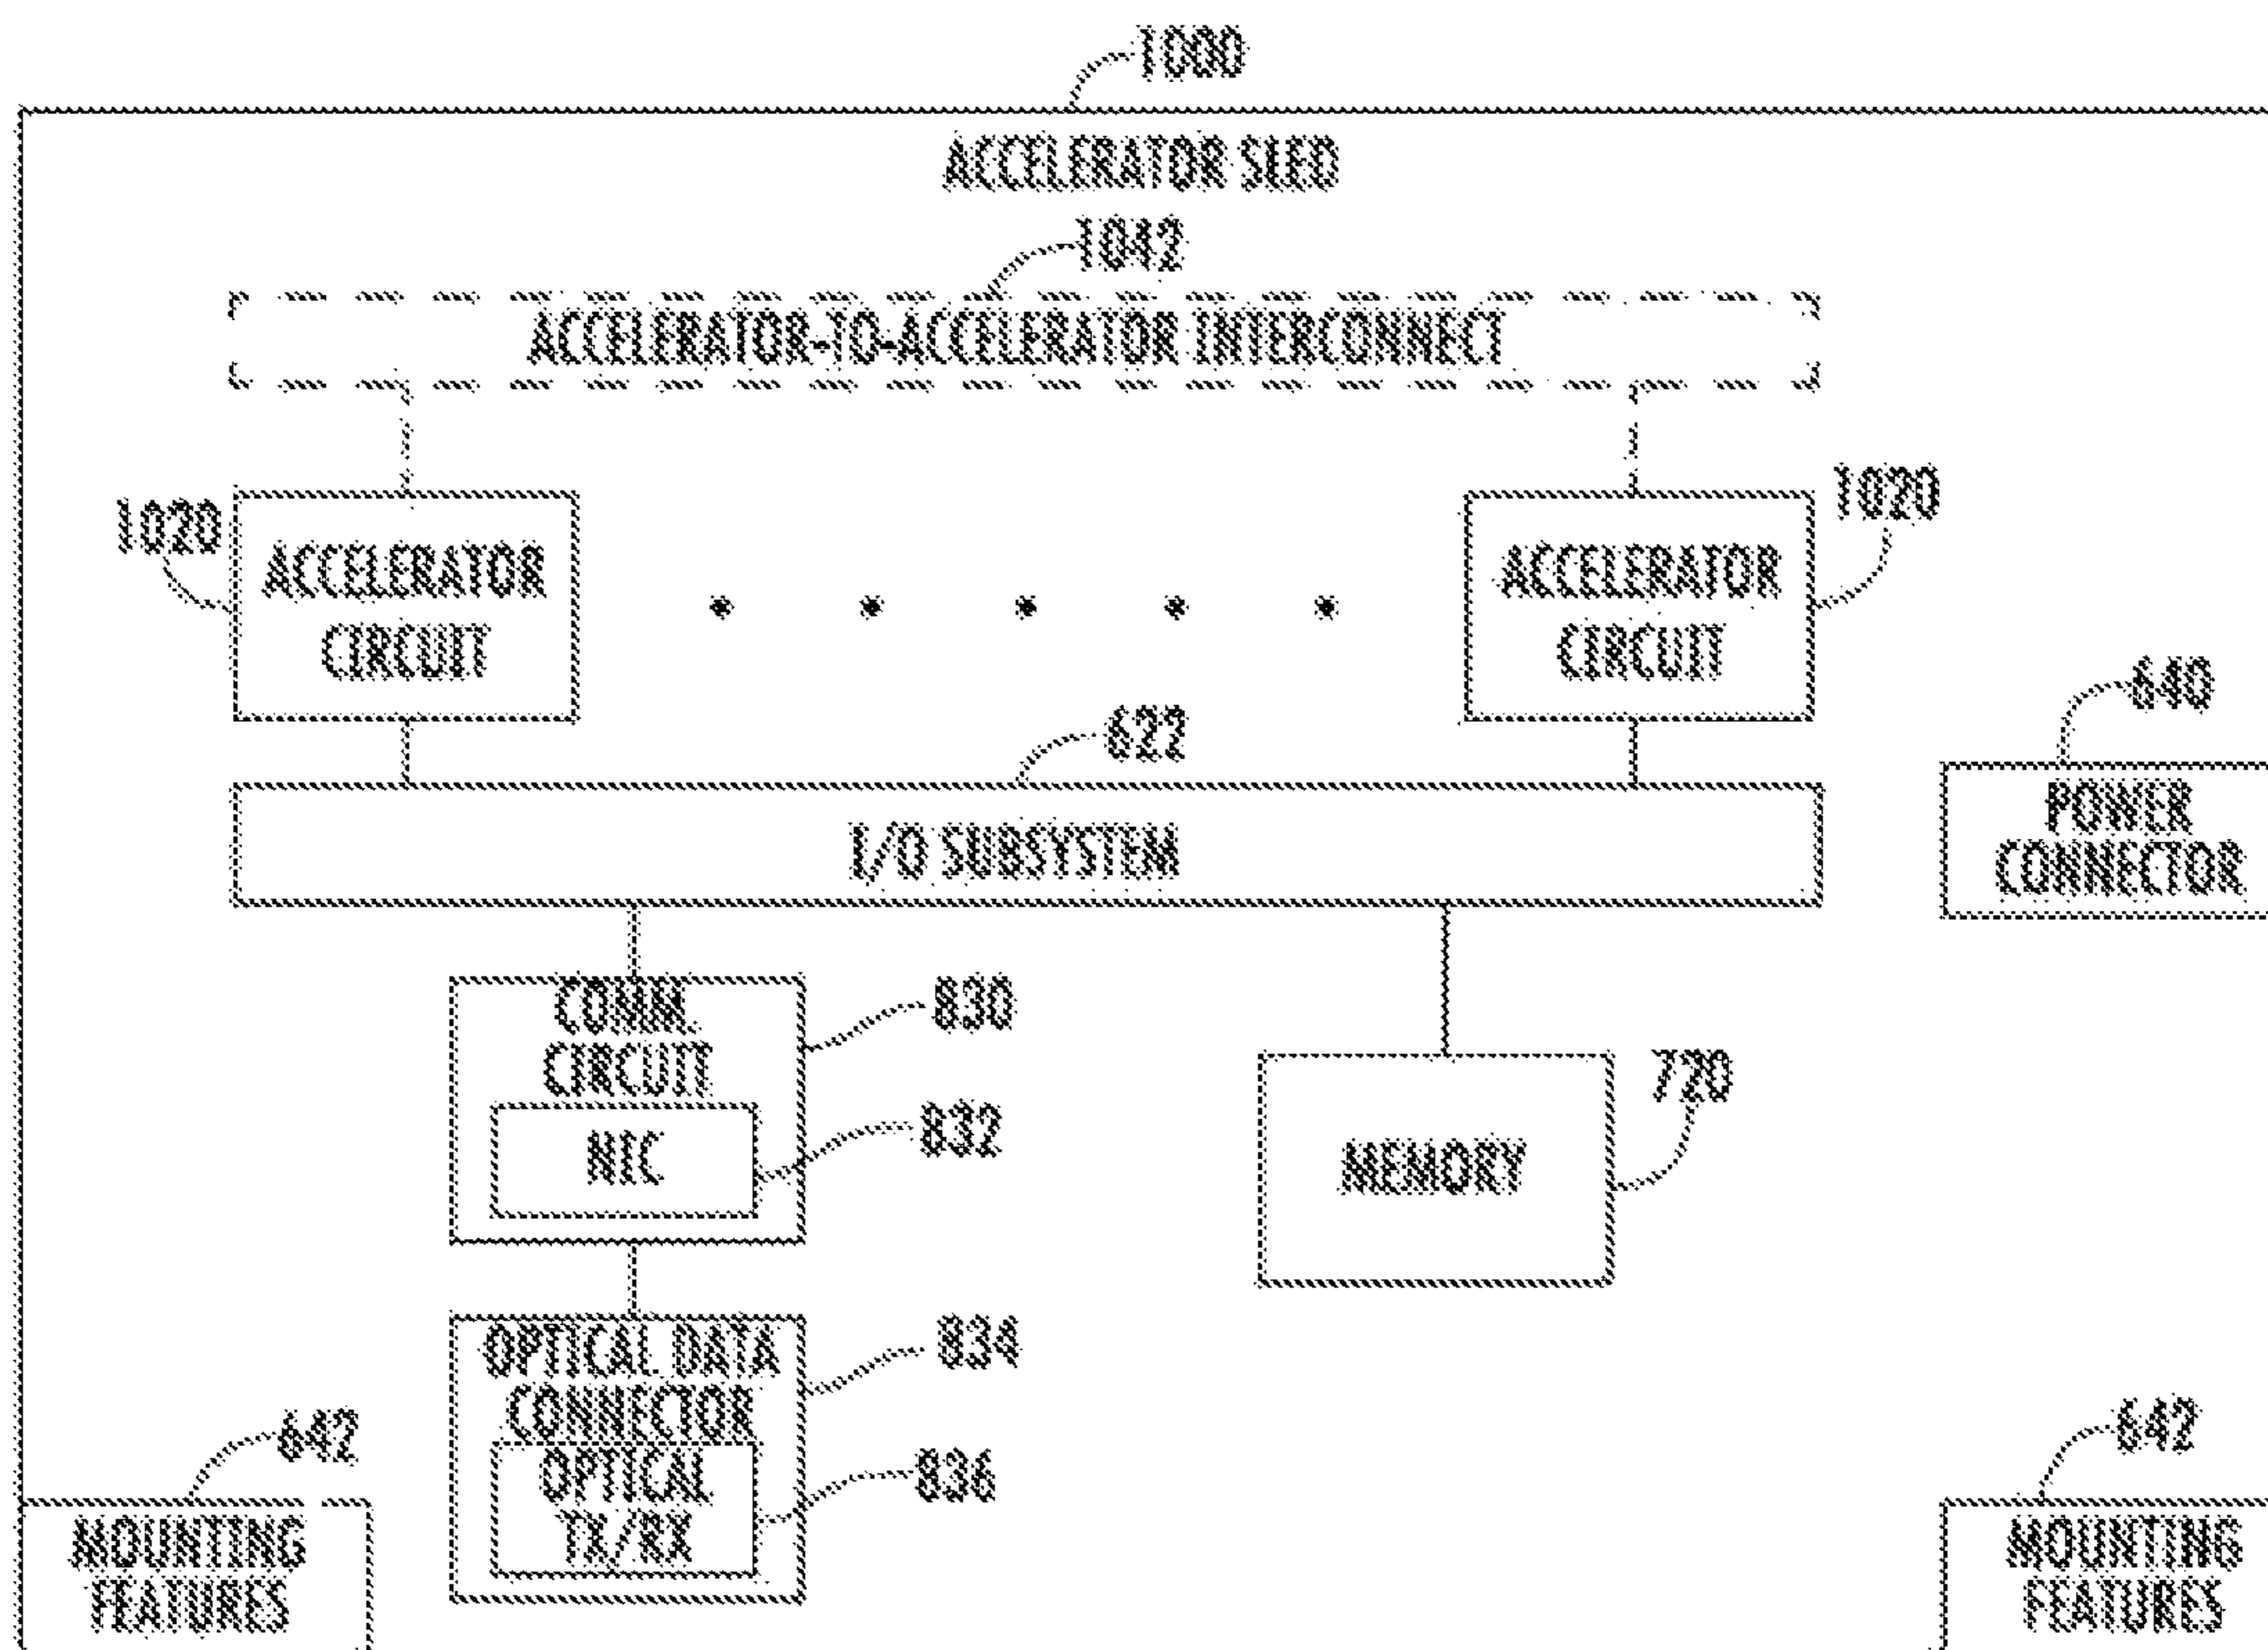 1000
ACCELERATOR SLED
1042
ACCELERATOR-TO-ACCELERATOR INTERCONNECT
1020
ACCELERATOR
CIRCUIT
ACCELERATOR
CIRCUIT
1020
622
640
I/O SUBSYSTEM
POWER
CONNECTOR
COMM.
CIRCUIT
830
NIC
832
MEMORY
720
OPTICAL DATA
CONNECTOR
834
OPTICAL
TX/RX
836
642
MOUNTING
FEATURES
642
MOUNTING
FEATURES